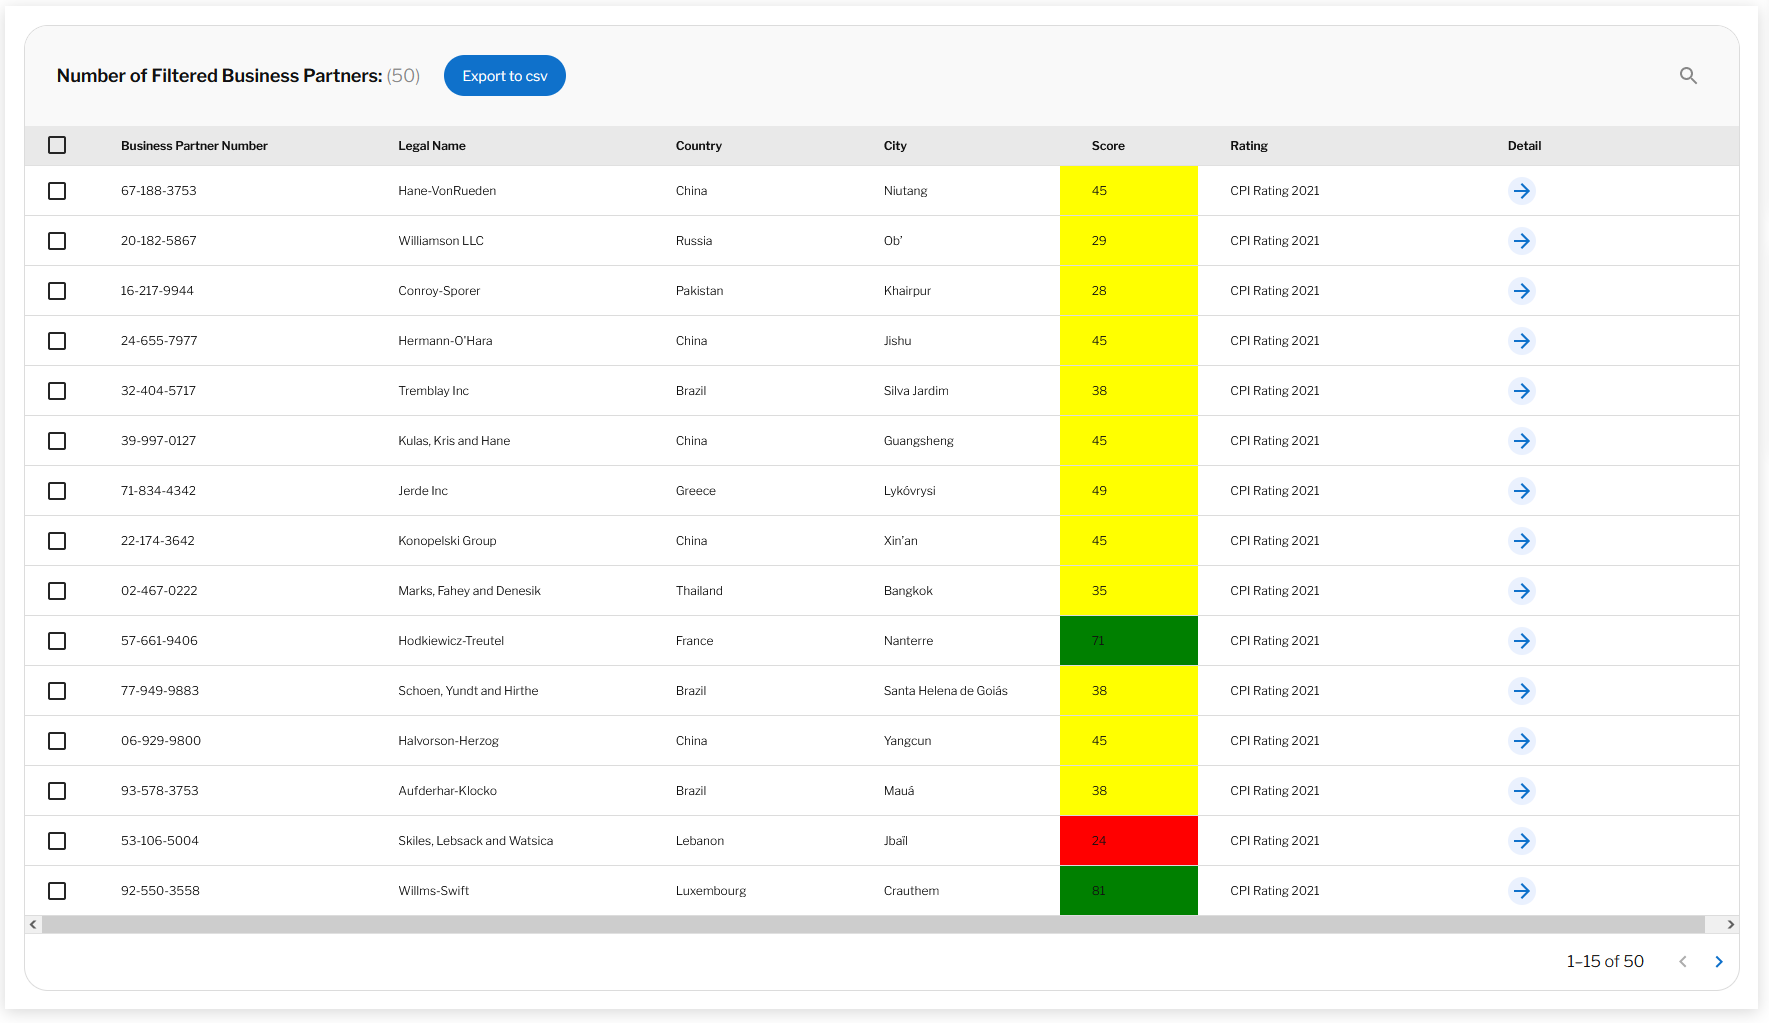 Number of Filtered Business Partners: (50) Export to csv
Business Partner Number Legal Name Country City Score Rating Detail
67-188-3753 Hane-VonRueden China Niutang 45 CPI Rating 2021
20-182-5867 Williamson LLC Russia Ob’ 29 CPI Rating 2021
16-217-9944 Conroy-Sporer Pakistan Khairpur 28 CPI Rating 2021
24-655-7977 Hermann-O'Hara China Jishu 45 CPI Rating 2021
32-404-5717 Tremblay Inc Brazil Silva Jardim 38 CPI Rating 2021
39-997-0127 Kulas, Kris and Hane China Guangsheng 45 CPI Rating 2021
71-834-4342 Jerde Inc Greece Lykóvrysi 49 CPI Rating 2021
22-174-3642 Konopelski Group China Xin’an 45 CPI Rating 2021
02-467-0222 Marks, Fahey and Denesik Thailand Bangkok 35 CPI Rating 2021
57-661-9406 Hodkiewicz-Treutel France Nanterre 71 CPI Rating 2021
77-949-9883 Schoen, Yundt and Hirthe Brazil Santa Helena de Goiás 38 CPI Rating 2021
06-929-9800 Halvorson-Herzog China Yangcun 45 CPI Rating 2021
93-578-3753 Aufderhar-Klocko Brazil Mauá 38 CPI Rating 2021
53-106-5004 Skiles, Lebsack and Watsica Lebanon Jbaïl 24 CPI Rating 2021
92-550-3558 Willms-Swift Luxembourg Crauthem 81 CPI Rating 2021
1–15 of 50